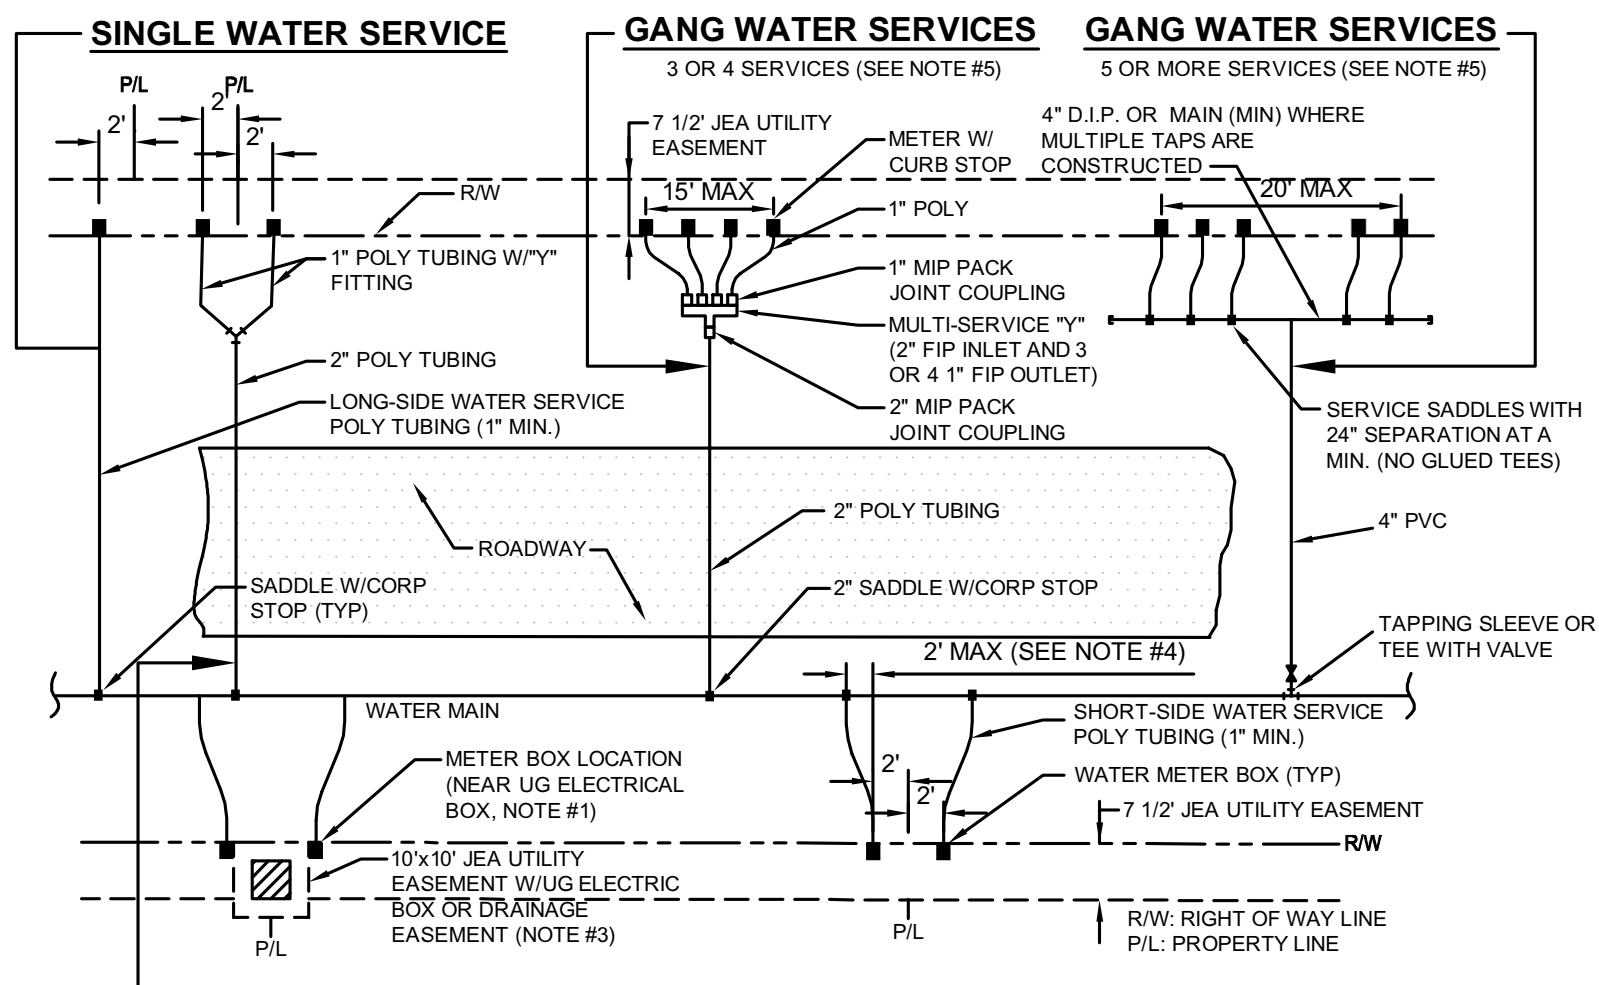 SINGLE WATER SERVICE
GANG WATER SERVICES
3 OR 4 SERVICES (SEE NOTE #5)
GANG WATER SERVICES
5 OR MORE SERVICES (SEE NOTE #5)
P/L
P/L
2'
2'
2'
7 1/2' JEA UTILITY
EASEMENT
METER W/
CURB STOP
4" D.I.P. OR MAIN (MIN) WHERE
MULTIPLE TAPS ARE
CONSTRUCTED
R/W
15' MAX
20' MAX
1" POLY
1" POLY TUBING W/"Y"
FITTING
1" MIP PACK
JOINT COUPLING
MULTI-SERVICE "Y"
(2" FIP INLET AND 3
OR 4 1" FIP OUTLET)
2" POLY TUBING
LONG-SIDE WATER SERVICE
POLY TUBING (1" MIN.)
2" MIP PACK
JOINT COUPLING
SERVICE SADDLES WITH
24" SEPARATION AT A
MIN. (NO GLUED TEES)
2" POLY TUBING
4" PVC
ROADWAY
SADDLE W/CORP
STOP (TYP)
2" SADDLE W/CORP STOP
TAPPING SLEEVE OR
TEE WITH VALVE
2' MAX (SEE NOTE #4)
WATER MAIN
SHORT-SIDE WATER SERVICE
POLY TUBING (1" MIN.)
METER BOX LOCATION
(NEAR UG ELECTRICAL
BOX, NOTE #1)
2'
2'
WATER METER BOX (TYP)
7 1/2' JEA UTILITY EASEMENT
R/W
10'x10' JEA UTILITY
EASEMENT W/UG ELECTRIC
BOX OR DRAINAGE
EASEMENT (NOTE #3)
P/L
P/L
R/W: RIGHT OF WAY LINE
P/L: PROPERTY LINE